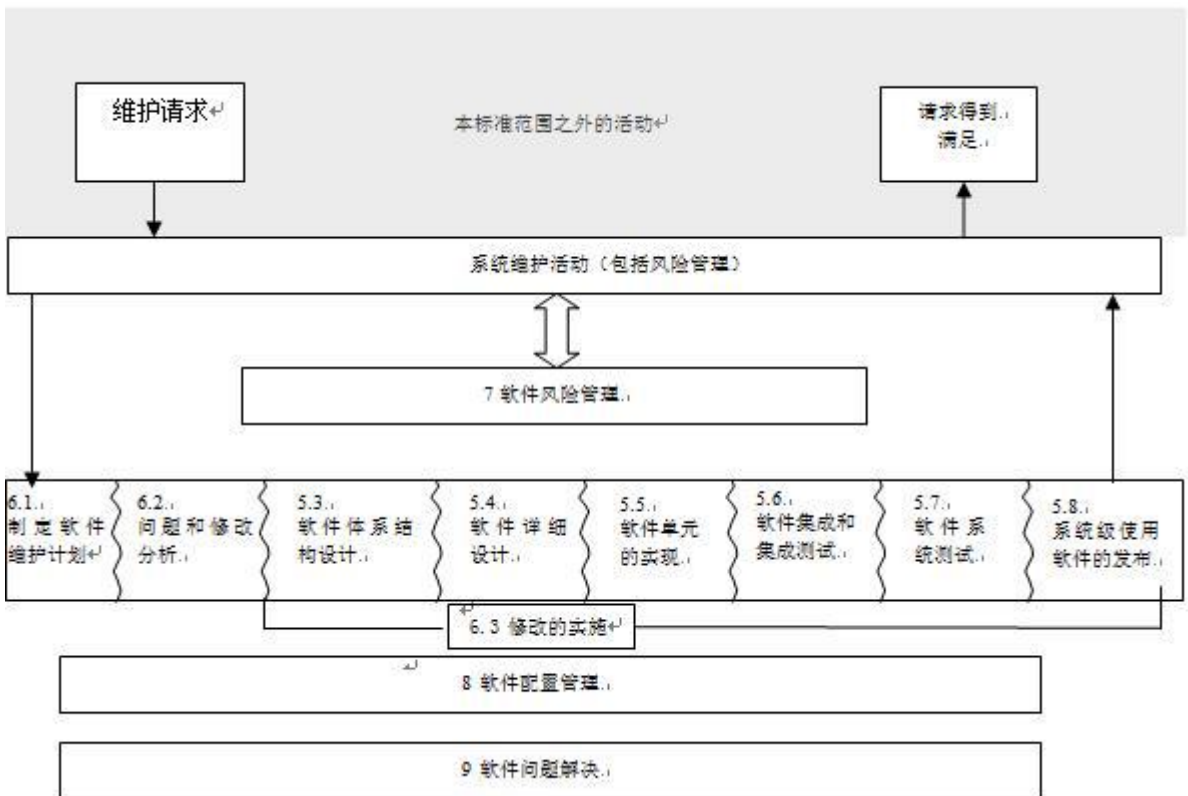 维护请求
本标准范围之外的活动
请求得到
满足
系统维护活动（包括风险管理）
7 软件风险管理
6.1
制定软件
维护计划
6.2
问题和修改
分析
5.3
软件体系结
构设计
5.4
软件详细
设计
5.5
软件单元
的实现
5.6
软件集成和
集成测试
5.7
软件系
统测试
5.8
系统级使用
软件的发布
6.3 修改的实施
8 软件配置管理
9 软件问题解决